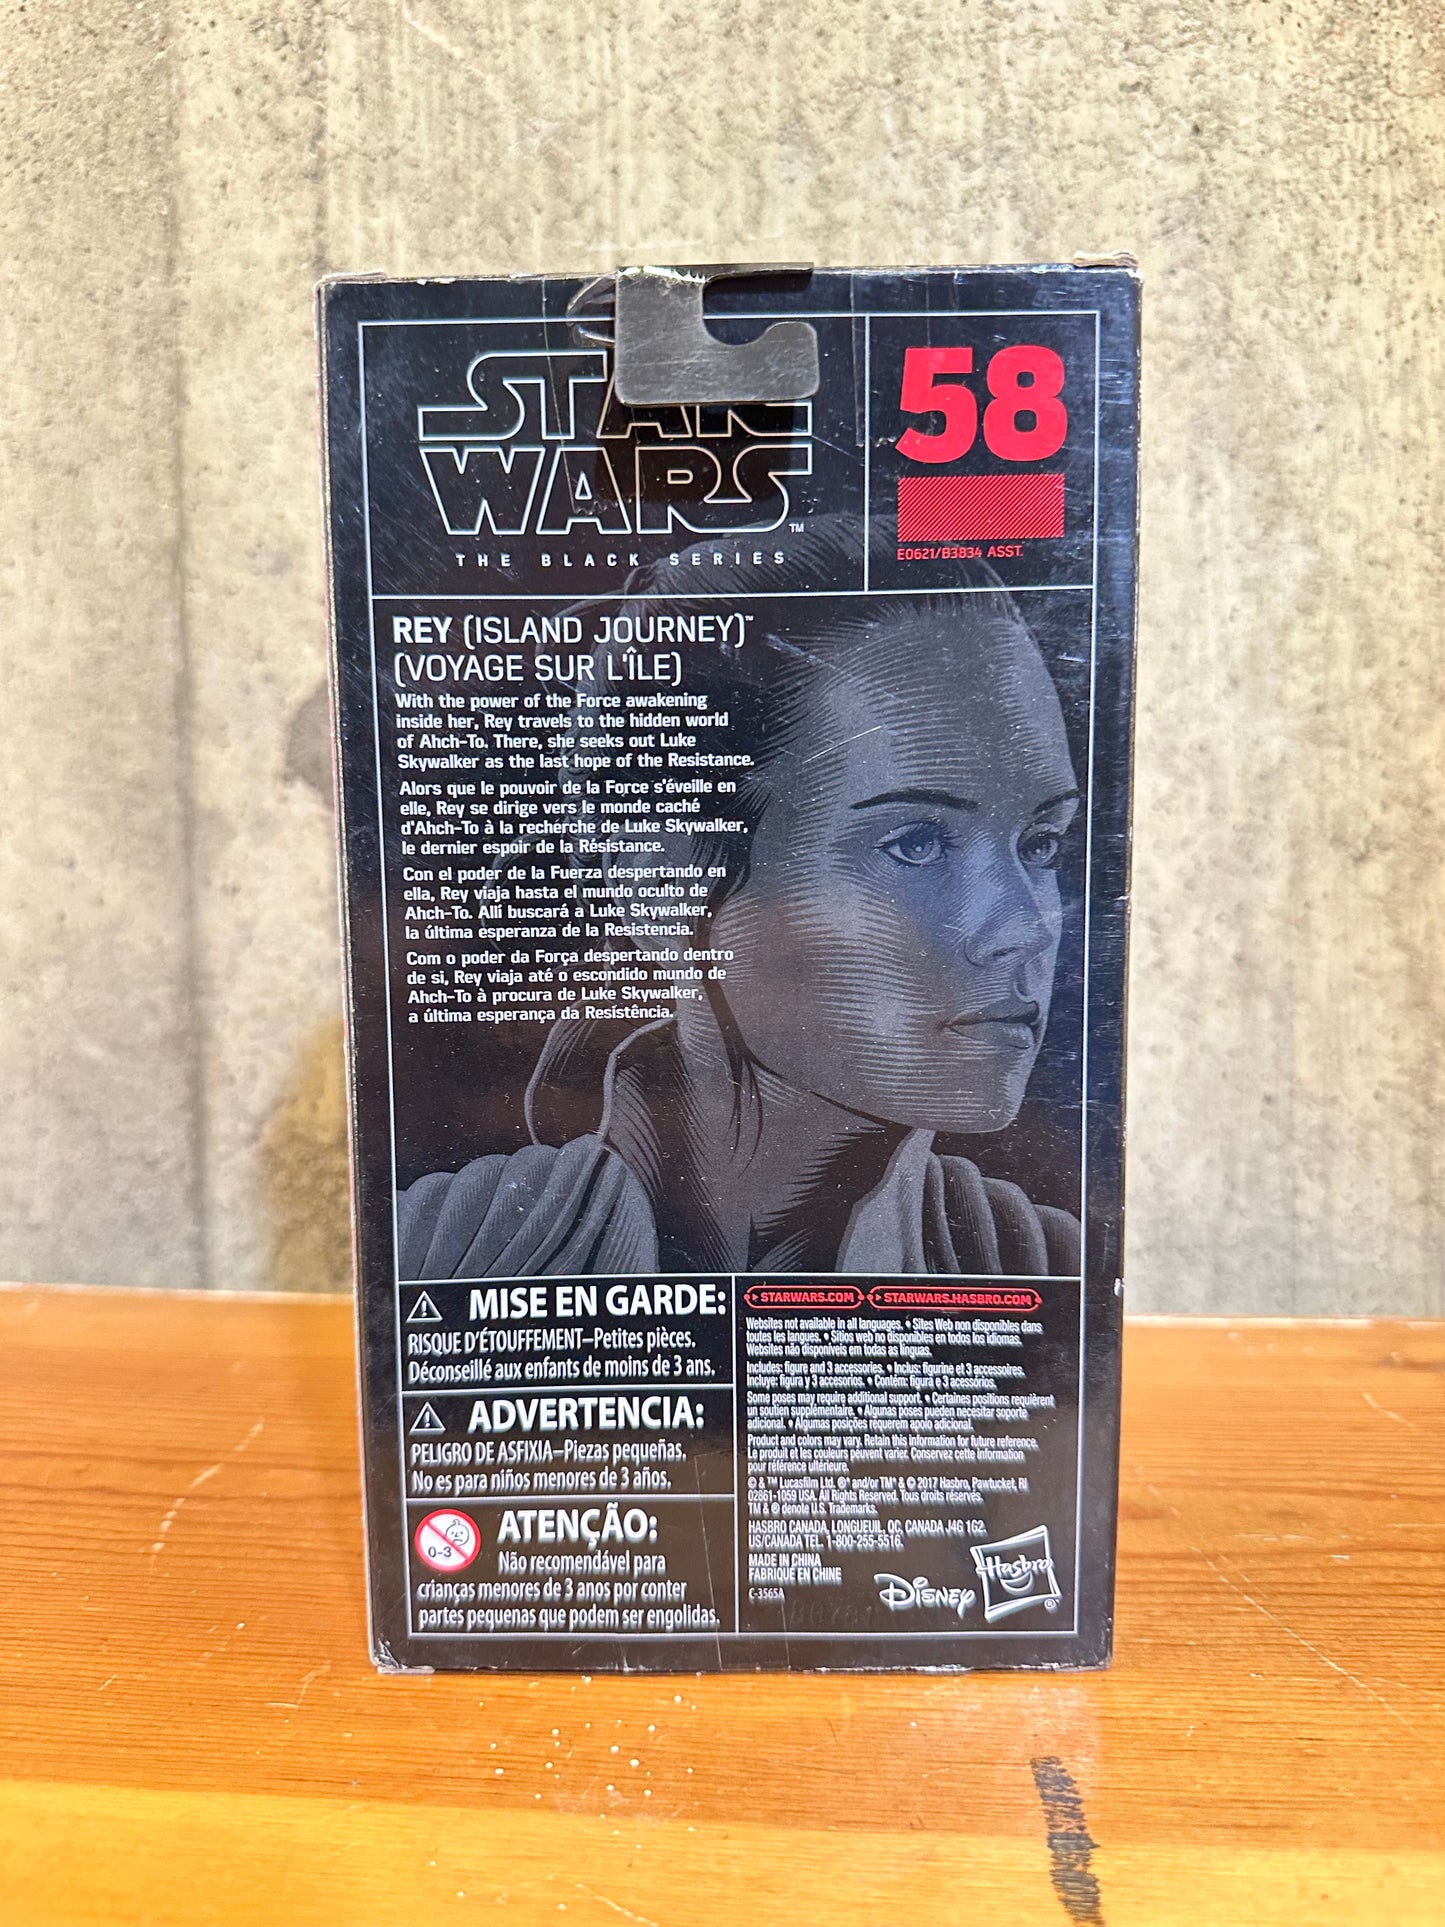 STAR
WARS™
THE BLACK SERIES
58
E0621/B3834 ASST.
REY (ISLAND JOURNEY)™
(VOYAGE SUR L'ÎLE)
With the power of the Force awakening
inside her, Rey travels to the hidden world
of Ahch-To. There, she seeks out Luke
Skywalker as the last hope of the Resistance.
Alors que le pouvoir de la Force s'éveille en
elle, Rey se dirige vers le monde caché
d'Ahch-To à la recherche de Luke Skywalker,
le dernier espoir de la Résistance.
Con el poder de la Fuerza despertando en
ella, Rey viaja hasta el mundo oculto de
Ahch-To. Allí buscará a Luke Skywalker,
la última esperanza de la Resistencia.
Com o poder da Força despertando dentro
de si, Rey viaja até o escondido mundo de
Ahch-To à procura de Luke Skywalker,
a última esperança da Resistência.
MISE EN GARDE:
RISQUE D'ÉTOUFFEMENT–Petites pièces.
Déconseillé aux enfants de moins de 3 ans.
ADVERTENCIA:
PELIGRO DE ASFIXIA–Piezas pequeñas.
No es para niños menores de 3 años.
0-3
ATENÇÃO:
Não recomendável para
crianças menores de 3 anos por conter
partes pequenas que podem ser engolidas.
STARWARS.COM STARWARS.HASBRO.COM
Websites not available in all languages. • Sites Web non disponibles dans
toutes les langues. • Sitios web no disponibles en todos los idiomas.
Websites não disponíveis em todas as línguas.
Includes: figure and 3 accessories. • Inclus: figurine et 3 accessoires.
Incluye: figura y 3 accesorios. • Contém: figura e 3 acessórios.
Some poses may require additional support. • Certaines positions requièrent
un soutien supplémentaire. • Algunas poses pueden necesitar soporte
adicional. • Algumas posições requerem apoio adicional.
Product and colors may vary. Retain this information for future reference.
Le produit et les couleurs peuvent varier. Conservez cette information
pour référence ultérieure.
© & ™ Lucasfilm Ltd. ®* and/or TM* & © 2017 Hasbro, Pawtucket, RI
02861-1059 USA. All Rights Reserved. Tous droits réservés.
TM & ® denote U.S. Trademarks.
HASBRO CANADA, LONGUEUIL, QC, CANADA J4G 1G2.
US/CANADA TEL. 1-800-255-5516.
MADE IN CHINA
FABRIQUÉ EN CHINE
C-3565A
Disney
Hasbro®